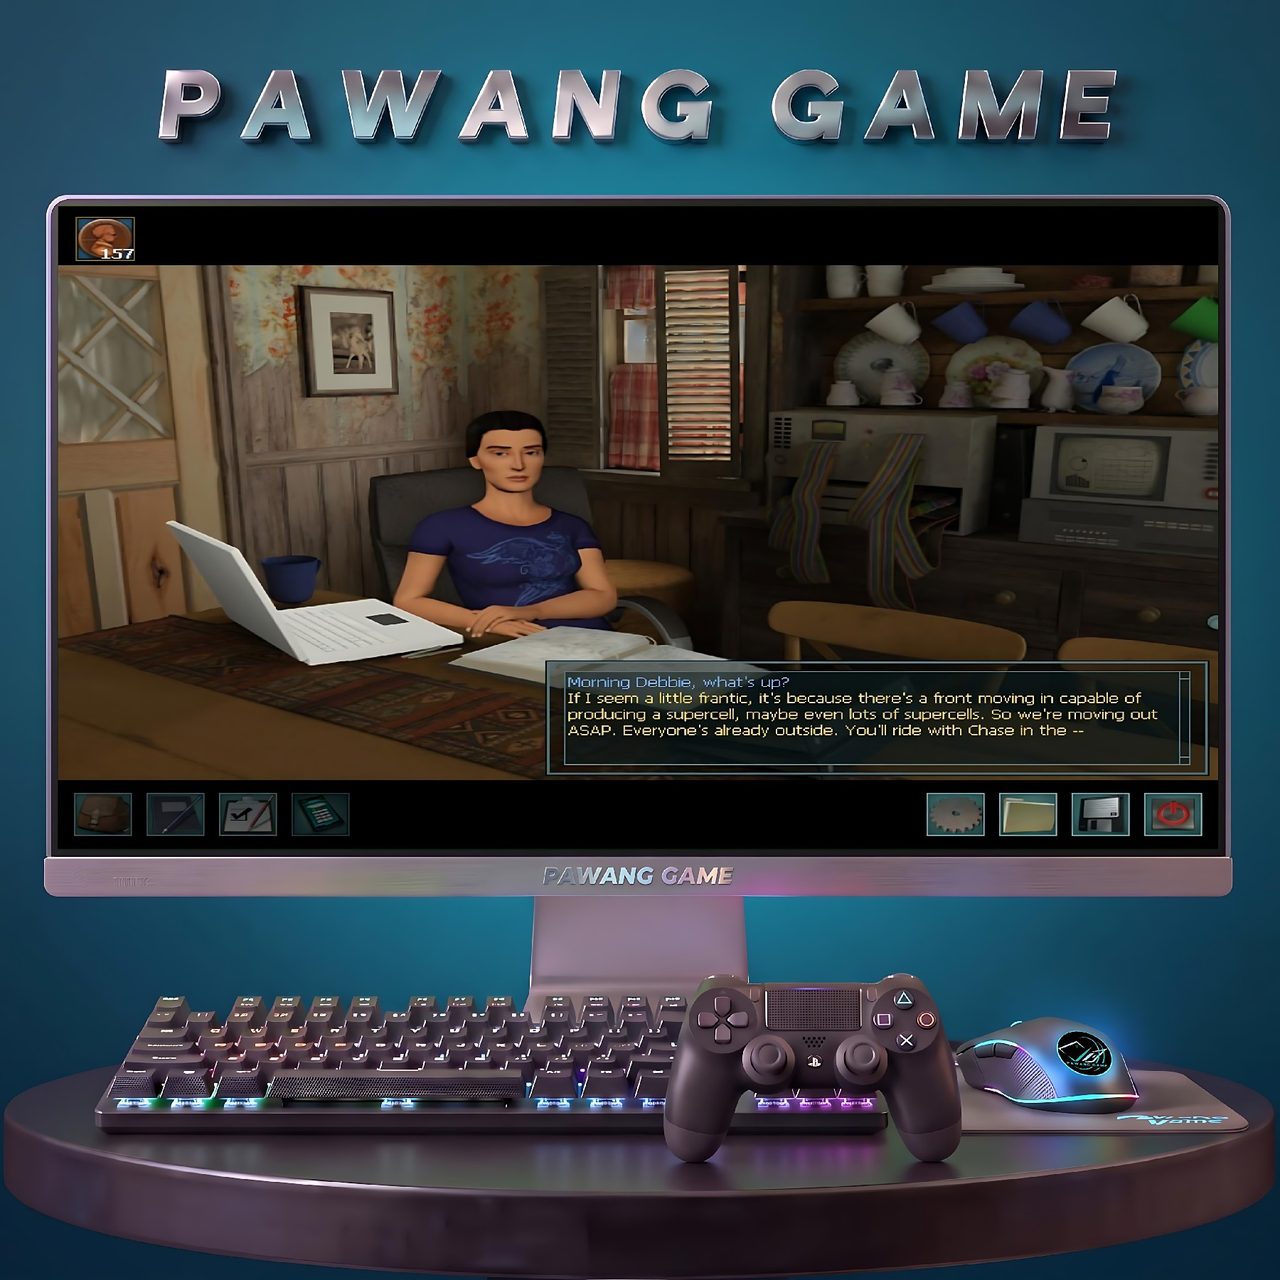 PAWANG GAME
157
Morning Debbie, what's up?
If I seem a little frantic, it's because there's a front moving in capable of
producing a supercell, maybe even lots of supercells. So we're moving out
ASAP. Everyone's already outside. You'll ride with Chase in the --
PAWANG GAME